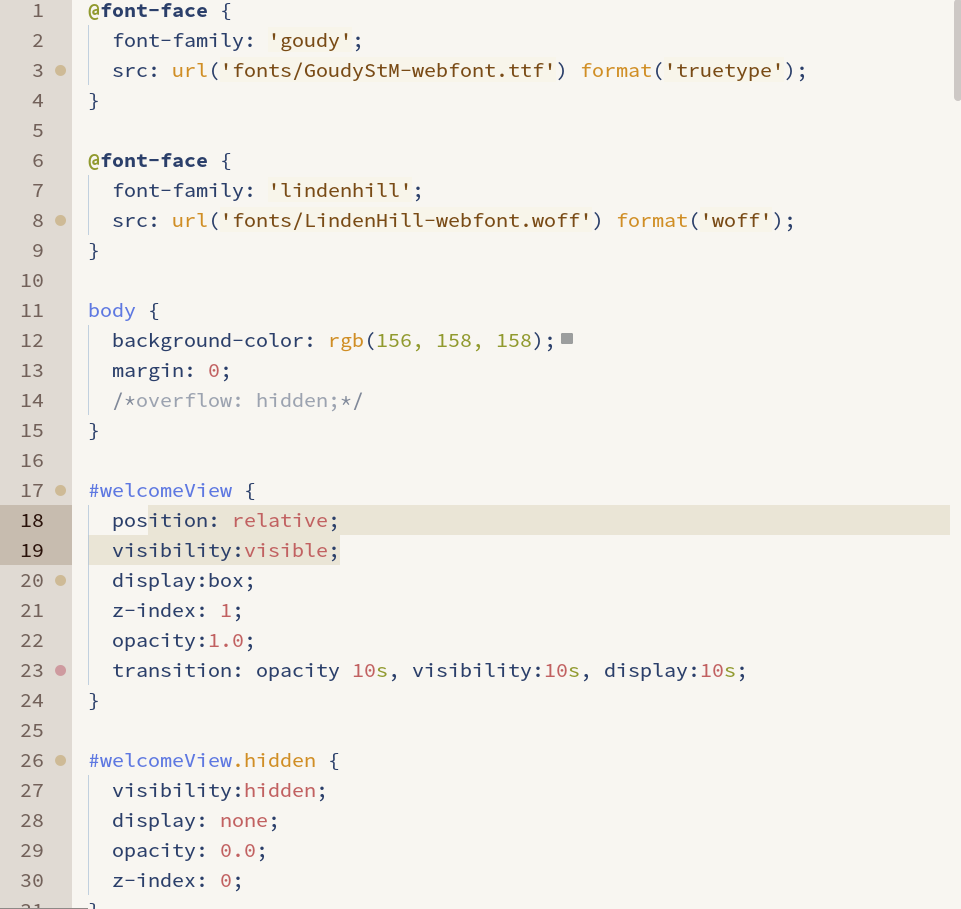 1 @font-face {
2 font-family: 'goudy';
3 src: url('fonts/GoudyStM-webfont.ttf') format('truetype');
4 }
5
6 @font-face {
7 font-family: 'lindenhill';
8 src: url('fonts/LindenHill-webfont.woff') format('woff');
9 }
10
11 body {
12 background-color: rgb(156, 158, 158);
13 margin: 0;
14 /*overflow: hidden;*/
15 }
16
17 #welcomeView {
18 position: relative;
19 visibility:visible;
20 display:box;
21 z-index: 1;
22 opacity:1.0;
23 transition: opacity 10s, visibility:10s, display:10s;
24 }
25
26 #welcomeView.hidden {
27 visibility:hidden;
28 display: none;
29 opacity: 0.0;
30 z-index: 0;
31 }